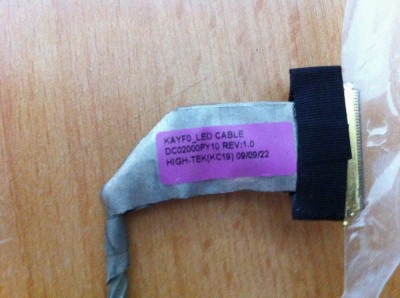 KAYF0_LED CABLE
DC02000PY10 REV:1.0
HIGH-TEK(KC19) 09/09/22